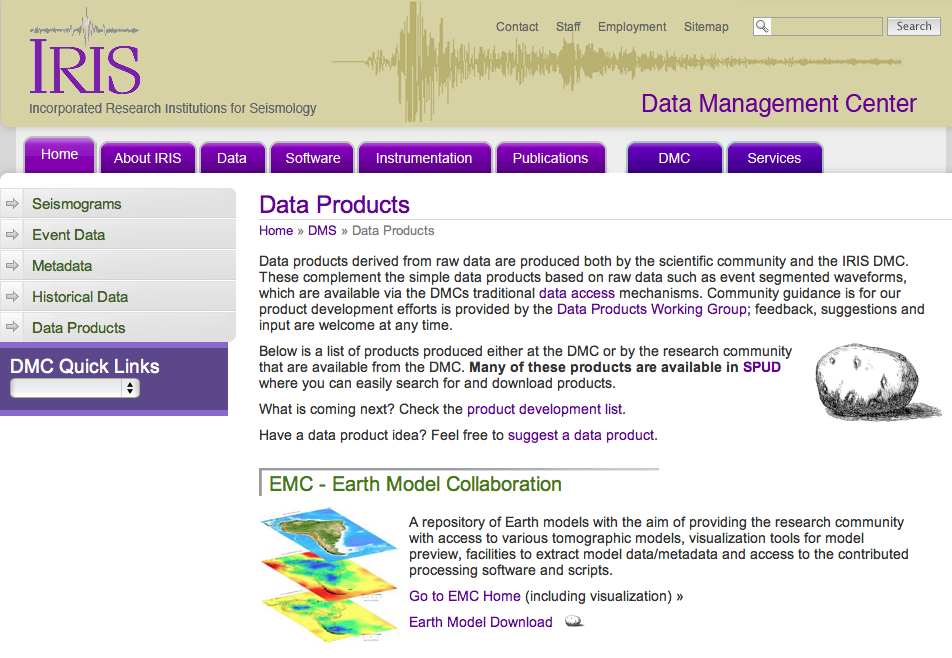 Contact Staff Employment Sitemap Search
IRIS
Incorporated Research Institutions for Seismology
Data Management Center
Home About IRIS Data Software Instrumentation Publications DMC Services
Seismograms
Event Data
Metadata
Historical Data
Data Products
DMC Quick Links
Data Products
Home » DMS » Data Products
Data products derived from raw data are produced both by the scientific community and the IRIS DMC.
These complement the simple data products based on raw data such as event segmented waveforms,
which are available via the DMCs traditional data access mechanisms. Community guidance is for our
product development efforts is provided by the Data Products Working Group; feedback, suggestions and
input are welcome at any time.
Below is a list of products produced either at the DMC or by the research community
that are available from the DMC. Many of these products are available in SPUD
where you can easily search for and download products.
What is coming next? Check the product development list.
Have a data product idea? Feel free to suggest a data product.
EMC - Earth Model Collaboration
A repository of Earth models with the aim of providing the research community
with access to various tomographic models, visualization tools for model
preview, facilities to extract model data/metadata and access to the contributed
processing software and scripts.
Go to EMC Home (including visualization) »
Earth Model Download